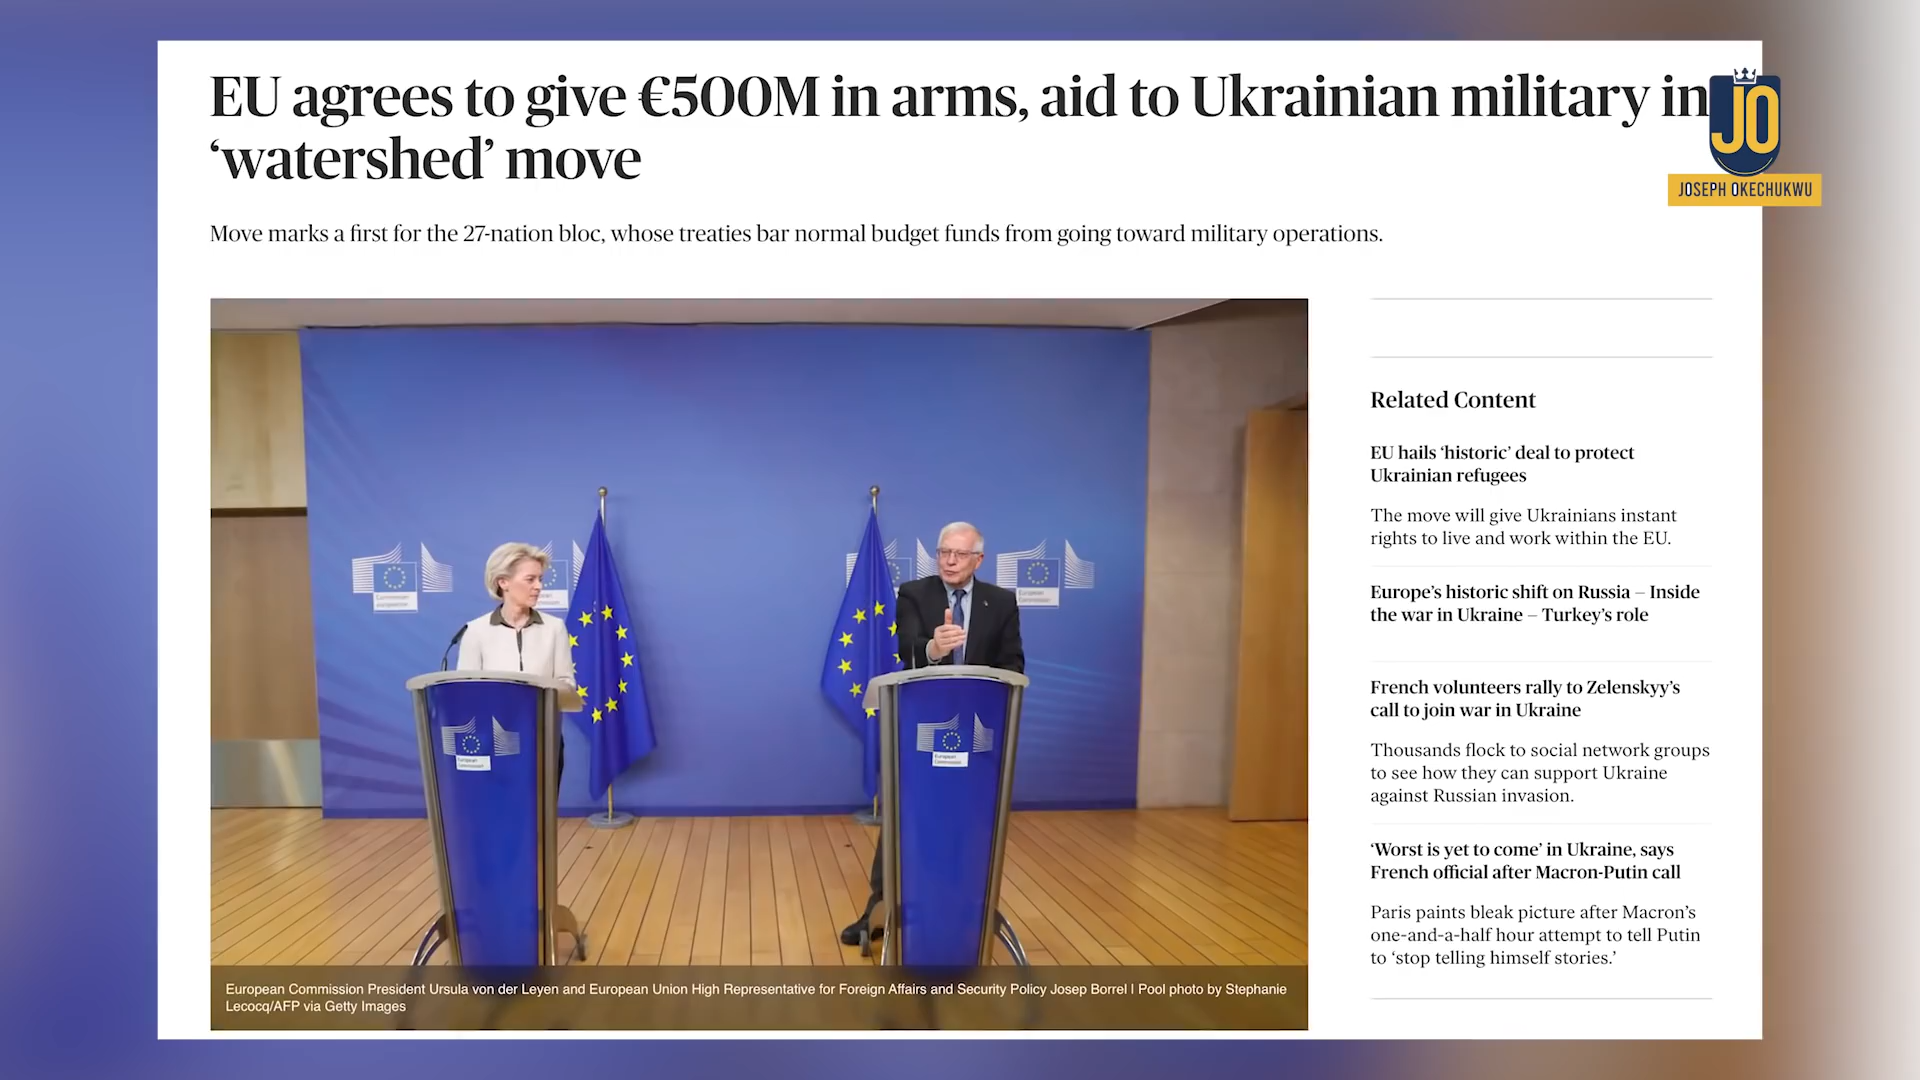 EU agrees to give €500M in arms, aid to Ukrainian military in
‘watershed’ move
JO
JOSEPH OKECHUKWU
Move marks a first for the 27-nation bloc, whose treaties bar normal budget funds from going toward military operations.
European
Commission
European
Commission
European Commission President Ursula von der Leyen and European Union High Representative for Foreign Affairs and Security Policy Josep Borrel | Pool photo by Stephanie
Lecocq/AFP via Getty Images
Related Content
EU hails ‘historic’ deal to protect
Ukrainian refugees
The move will give Ukrainians instant
rights to live and work within the EU.
Europe’s historic shift on Russia – Inside
the war in Ukraine – Turkey’s role
French volunteers rally to Zelenskyy’s
call to join war in Ukraine
Thousands flock to social network groups
to see how they can support Ukraine
against Russian invasion.
‘Worst is yet to come’ in Ukraine, says
French official after Macron-Putin call
Paris paints bleak picture after Macron’s
one-and-a-half hour attempt to tell Putin
to ‘stop telling himself stories.’